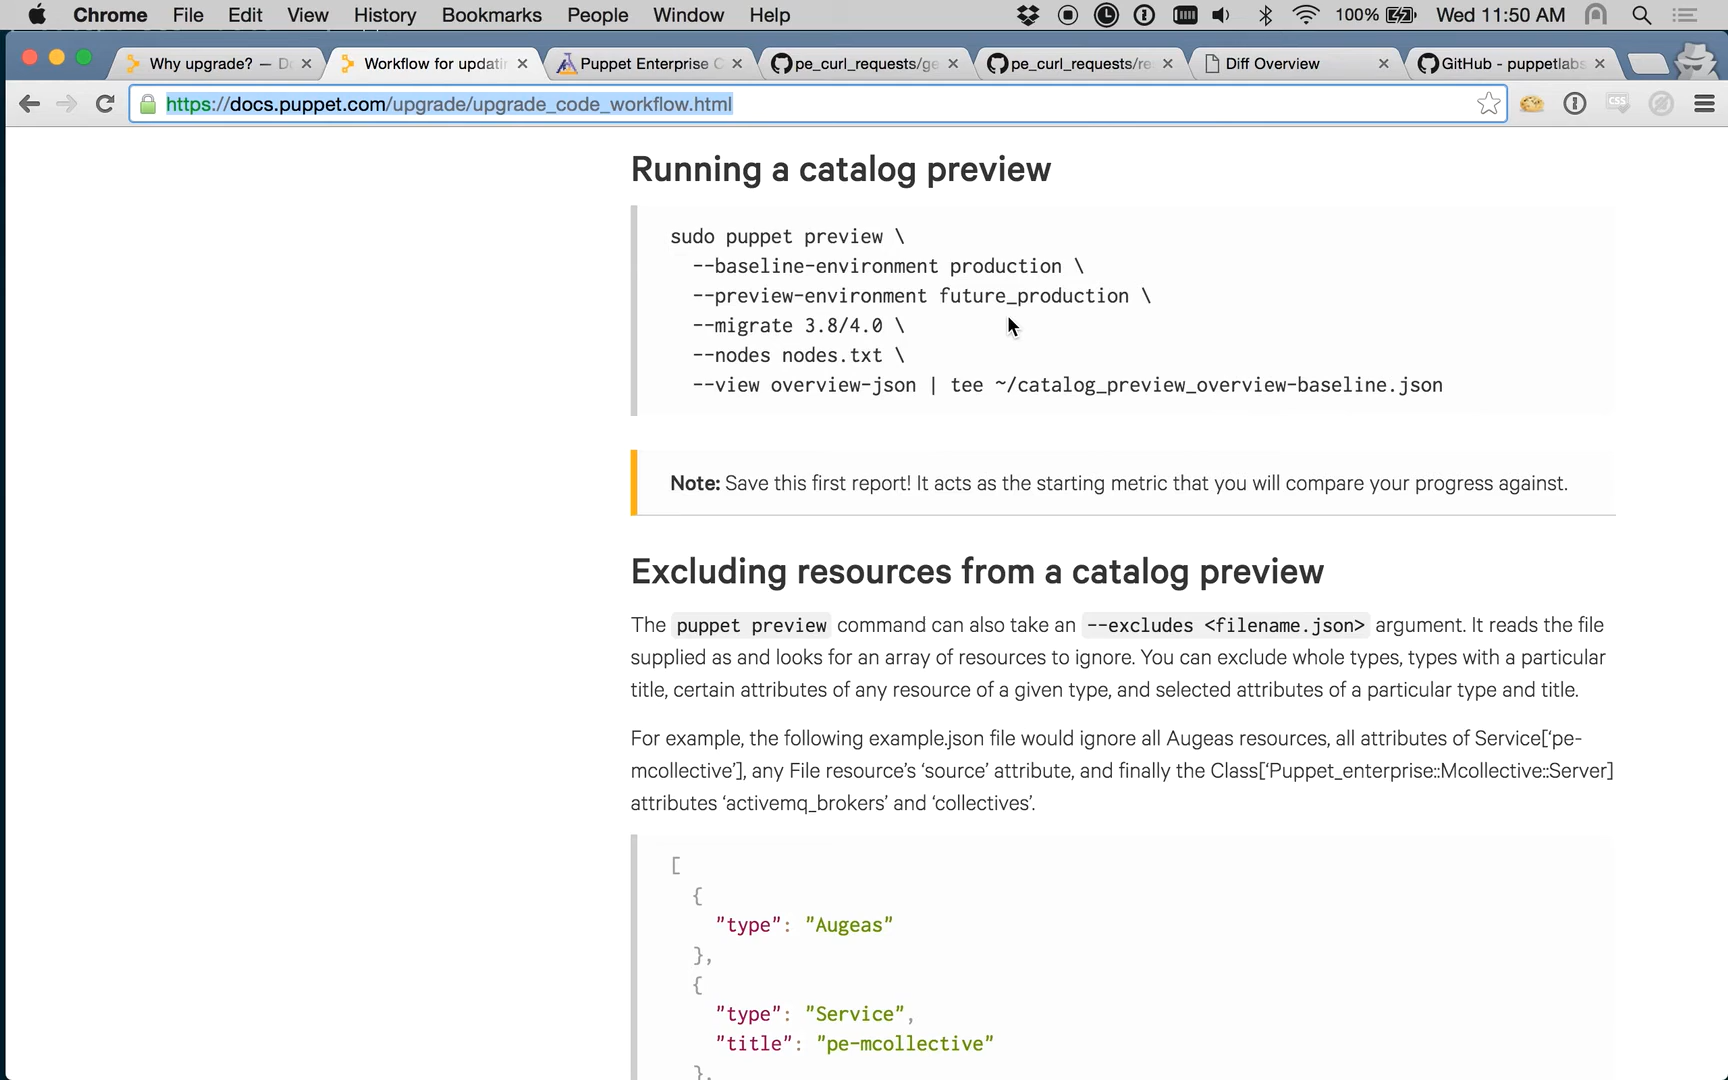 Chrome File Edit View History Bookmarks People Window Help 100% Wed 11:50 AM
Why upgrade? — D
Workflow for updatin
Puppet Enterprise C
pe_curl_requests/ge
pe_curl_requests/re
Diff Overview
GitHub - puppetlabs
https://docs.puppet.com/upgrade/upgrade_code_workflow.html
CSS
Running a catalog preview
sudo puppet preview \
--baseline-environment production \
--preview-environment future_production \
--migrate 3.8/4.0 \
--nodes nodes.txt \
--view overview-json | tee ~/catalog_preview_overview-baseline.json
Note: Save this first report! It acts as the starting metric that you will compare your progress against.
Excluding resources from a catalog preview
The puppet preview command can also take an --excludes <filename.json> argument. It reads the file
supplied as and looks for an array of resources to ignore. You can exclude whole types, types with a particular
title, certain attributes of any resource of a given type, and selected attributes of a particular type and title.
For example, the following example.json file would ignore all Augeas resources, all attributes of Service[‘pe-
mcollective’], any File resource’s ‘source’ attribute, and finally the Class[‘Puppet_enterprise::Mcollective::Server]
attributes ‘activemq_brokers’ and ‘collectives’.
[
{
"type": "Augeas"
},
{
"type": "Service",
"title": "pe-mcollective"
},